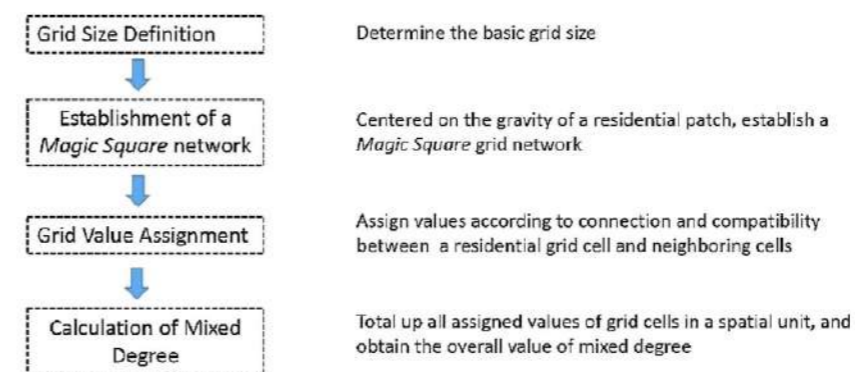 Grid Size Definition
Determine the basic grid size
Establishment of a
Magic Square network
Centered on the gravity of a residential patch, establish a
Magic Square grid network
Grid Value Assignment
Assign values according to connection and compatibility
between a residential grid cell and neighboring cells
Calculation of Mixed
Degree
Total up all assigned values of grid cells in a spatial unit, and
obtain the overall value of mixed degree